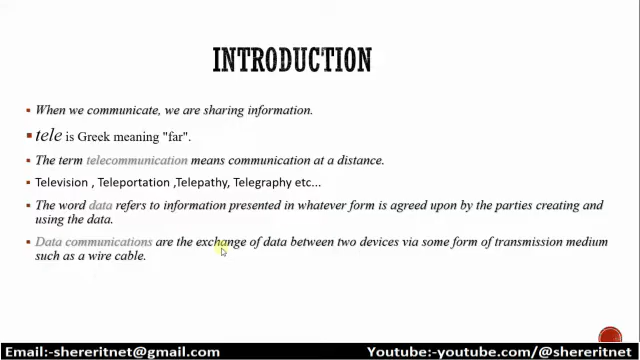 INTRODUCTION
When we communicate, we are sharing information.
tele is Greek meaning "far".
The term telecommunication means communication at a distance.
Television , Teleportation ,Telepathy, Telegraphy etc...
The word data refers to information presented in whatever form is agreed upon by the parties creating and
using the data.
Data communications are the exchange of data between two devices via some form of transmission medium
such as a wire cable.
Email:-shereritnet@gmail.com Youtube:-youtube.com/@shereritnet